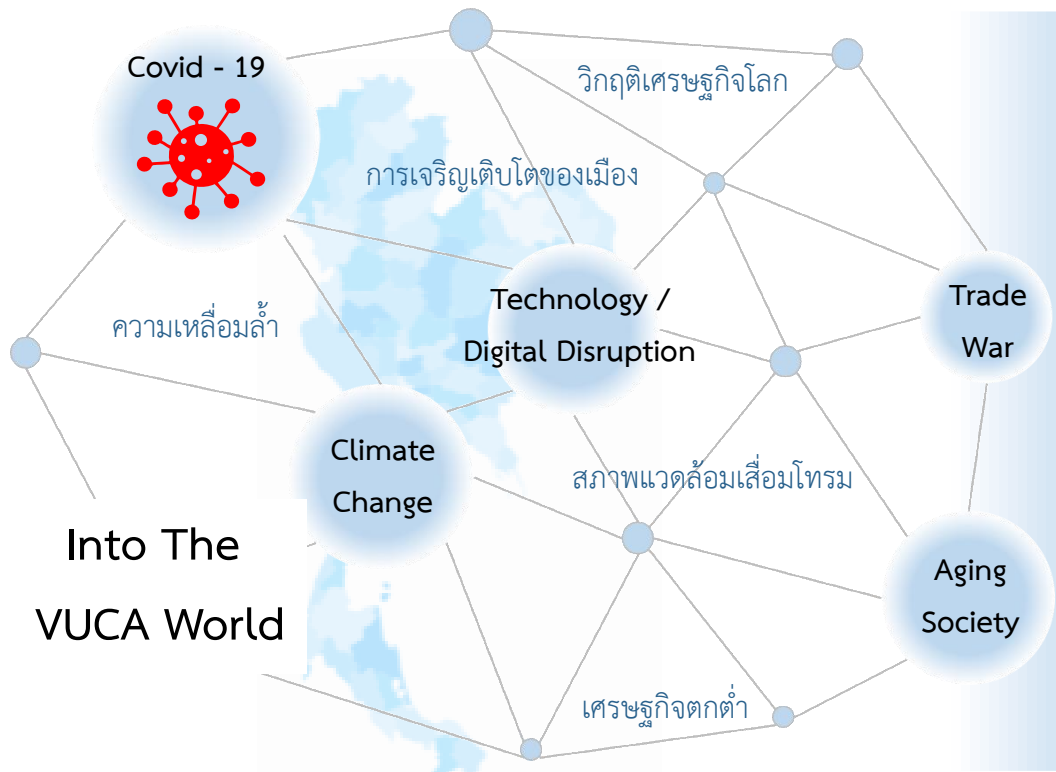 Covid - 19
วิกฤติเศรษฐกิจโลก
การเจริญเติบโตของเมือง
Technology /
Digital Disruption
Trade
War
ความเหลื่อมล้ำ
Climate
Change
สภาพแวดล้อมเสื่อมโทรม
Into The
VUCA World
Aging
Society
เศรษฐกิจตกต่ำ